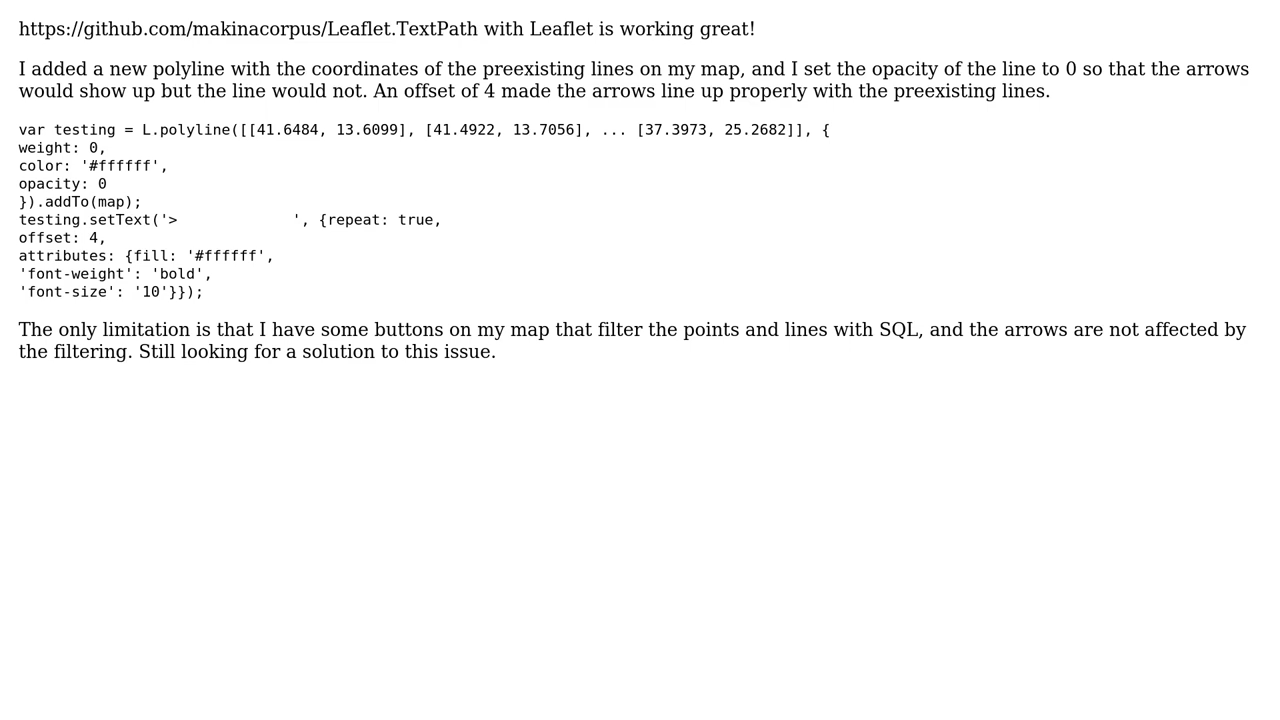 https://github.com/makinacorpus/Leaflet.TextPath with Leaflet is working great!
I added a new polyline with the coordinates of the preexisting lines on my map, and I set the opacity of the line to 0 so that the arrows
would show up but the line would not. An offset of 4 made the arrows line up properly with the preexisting lines.
var testing = L.polyline([[41.6484, 13.6099], [41.4922, 13.7056], ... [37.3973, 25.2682]], {
weight: 0,
color: '#ffffff',
opacity: 0
}).addTo(map);
testing.setText('>             ', {repeat: true,
offset: 4,
attributes: {fill: '#ffffff',
'font-weight': 'bold',
'font-size': '10'}});
The only limitation is that I have some buttons on my map that filter the points and lines with SQL, and the arrows are not affected by
the filtering. Still looking for a solution to this issue.